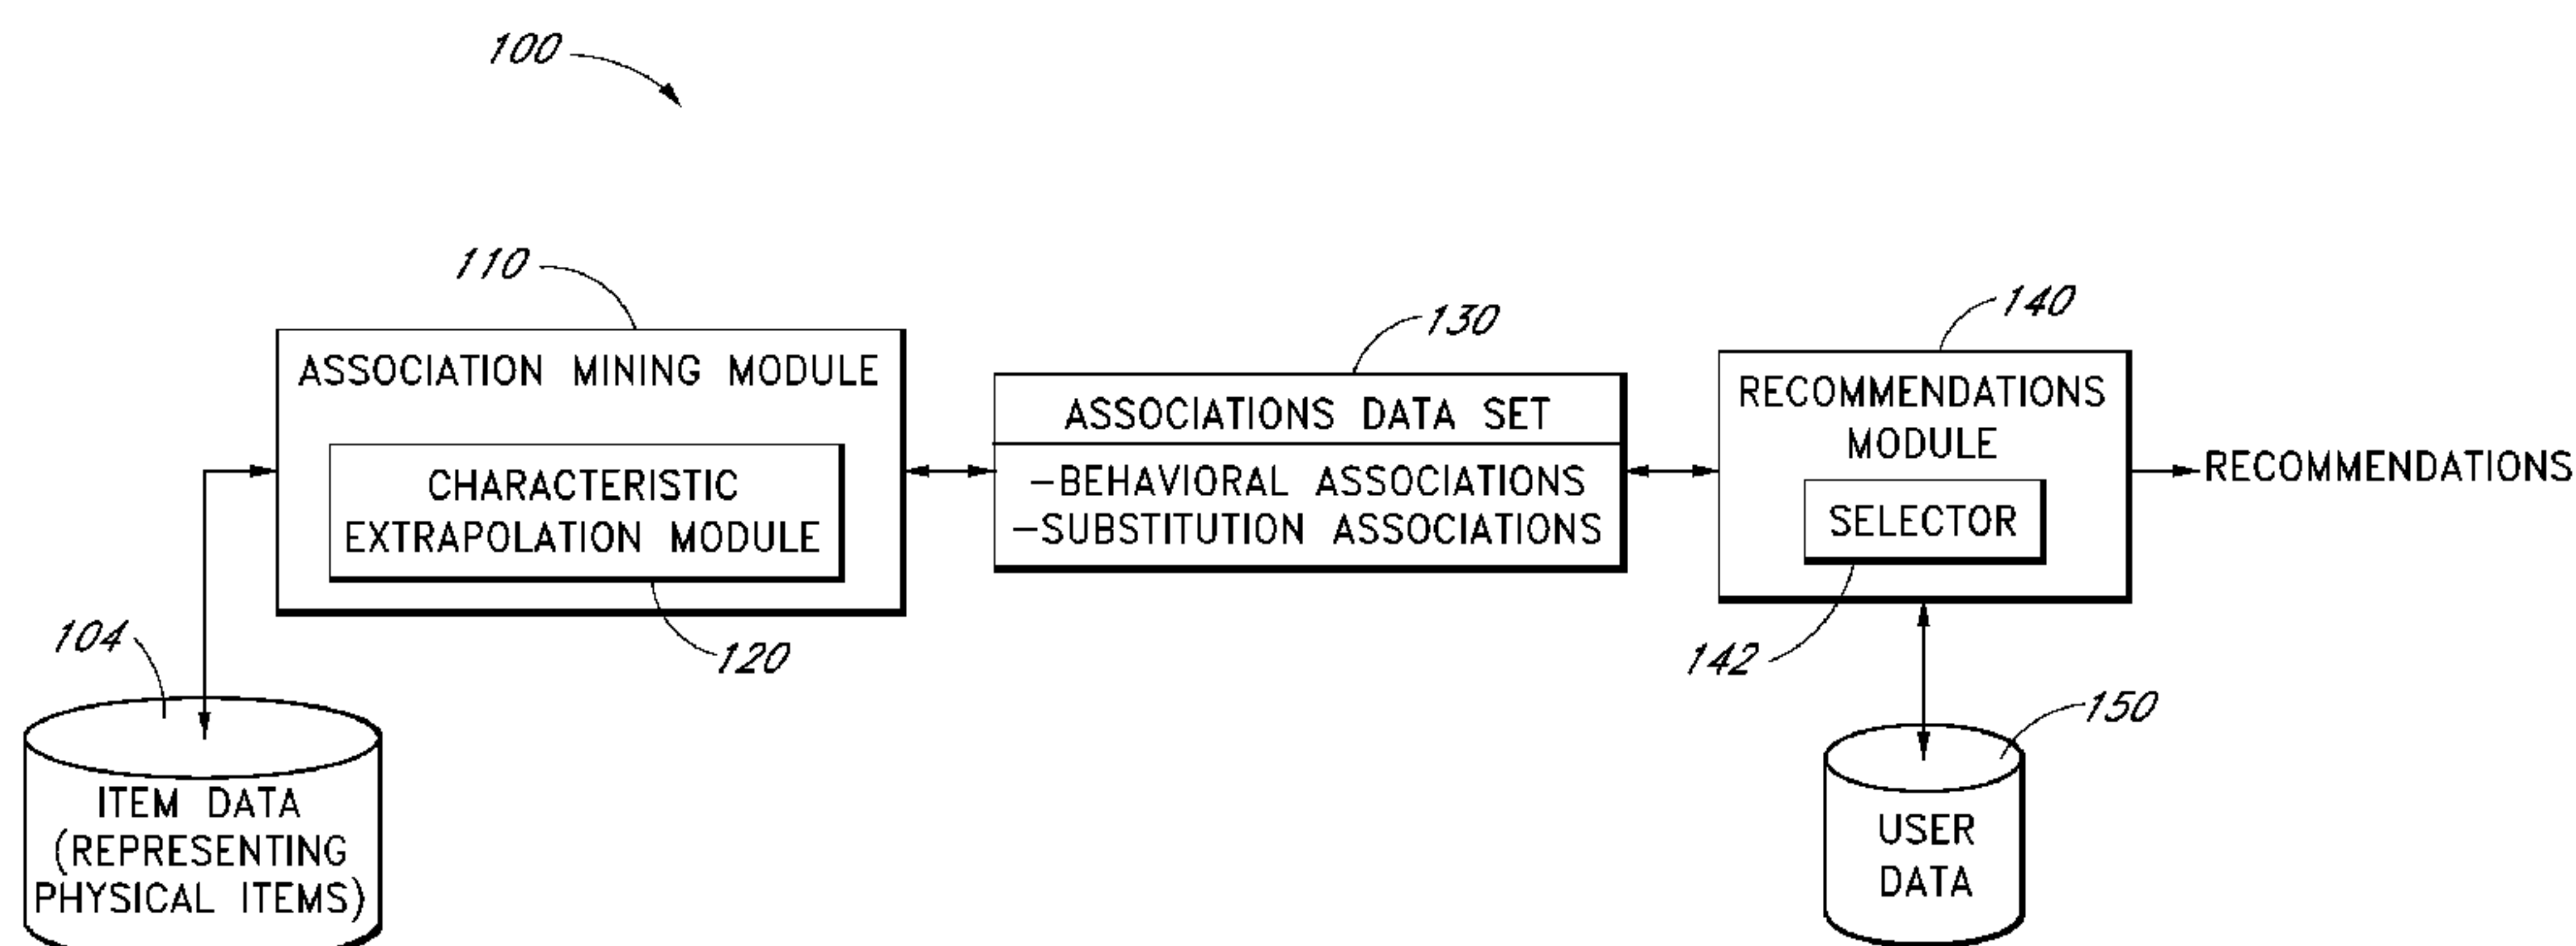 100
110
ASSOCIATION MINING MODULE
CHARACTERISTIC
EXTRAPOLATION MODULE
120
104
ITEM DATA
(REPRESENTING
PHYSICAL ITEMS)
130
ASSOCIATIONS DATA SET
—BEHAVIORAL ASSOCIATIONS
—SUBSTITUTION ASSOCIATIONS
140
RECOMMENDATIONS
MODULE
SELECTOR
142
RECOMMENDATIONS
150
USER
DATA